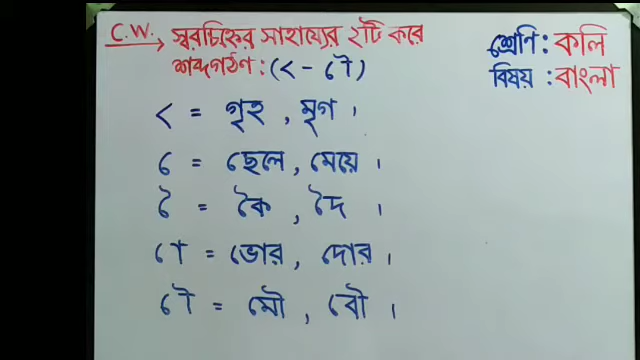 C.W. স্বরচিহ্নের সাহায্যের ২টি করে
শব্দগঠন : (ৃ - ৌ)
শ্রেণি : কলি
বিষয় : বাংলা
ৃ = গৃহ , মৃগ ।
ে = ছেলে , মেয়ে ।
ৈ = কৈ , দৈ ।
ো = ভোর , দোর ।
ৌ = মৌ , বৌ ।